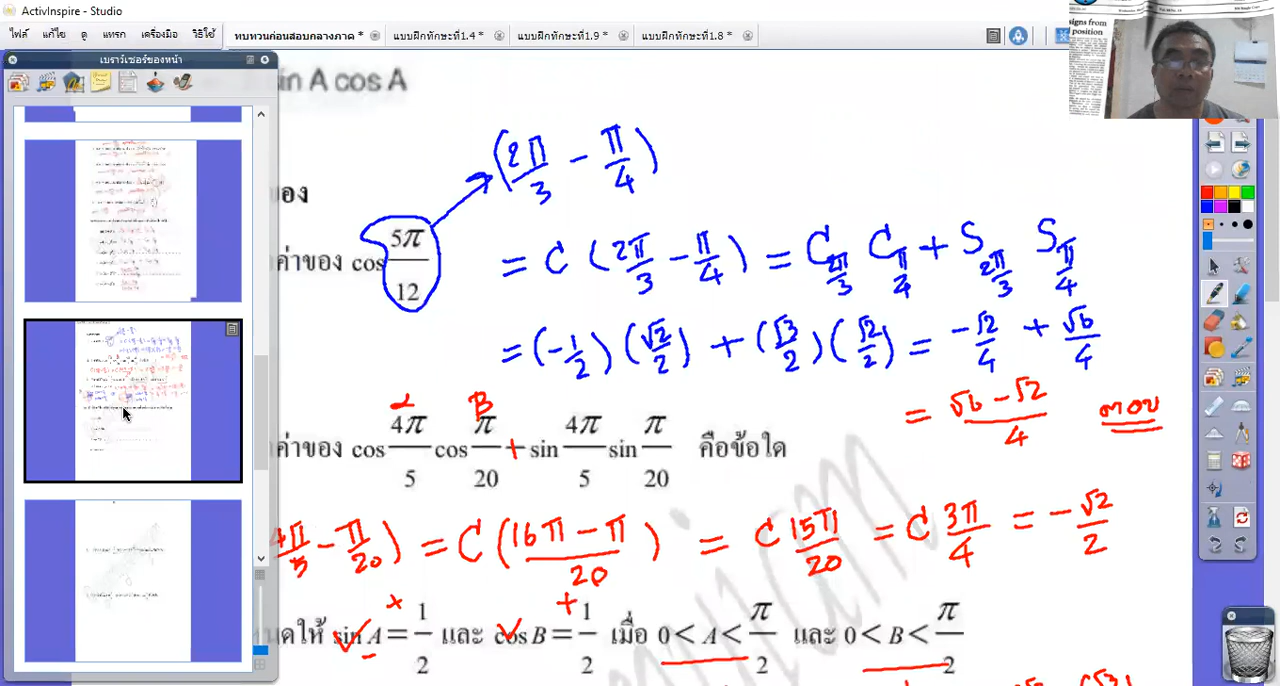 ActivInspire - Studio
ไฟล์ แก้ไข ดู แทรก เครื่องมือ วิธีใช้
ทบทวนก่อนสอบกลางภาค * แบบฝึกทักษะที่1.4 * แบบฝึกทักษะที่1.9 * แบบฝึกทักษะที่1.8 *
เบราว์เซอร์ของหน้า
signs from
position
in A cos A
(2π/3 - π/4)
ของ
ค่าของ cos 5π/12
= C (2π/3 - π/4) = C 2π/3 C π/4 + S 2π/3 S π/4
= (-1/2) (√2/2) + (√3/2) (√2/2) = -√2/4 + √6/4
= √6 - √2/4 ตอบ
α B
ค่าของ cos 4π/5 cos π/20 + sin 4π/5 sin π/20 คือข้อใด
4π/5 - π/20) = C (16π - π/20) = C 15π/20 = C 3π/4 = -√2/2
+ +
มดให้ sin A = 1/2 และ cos B = 1/2 เมื่อ 0 < A < π/2 และ 0 < B < π/2